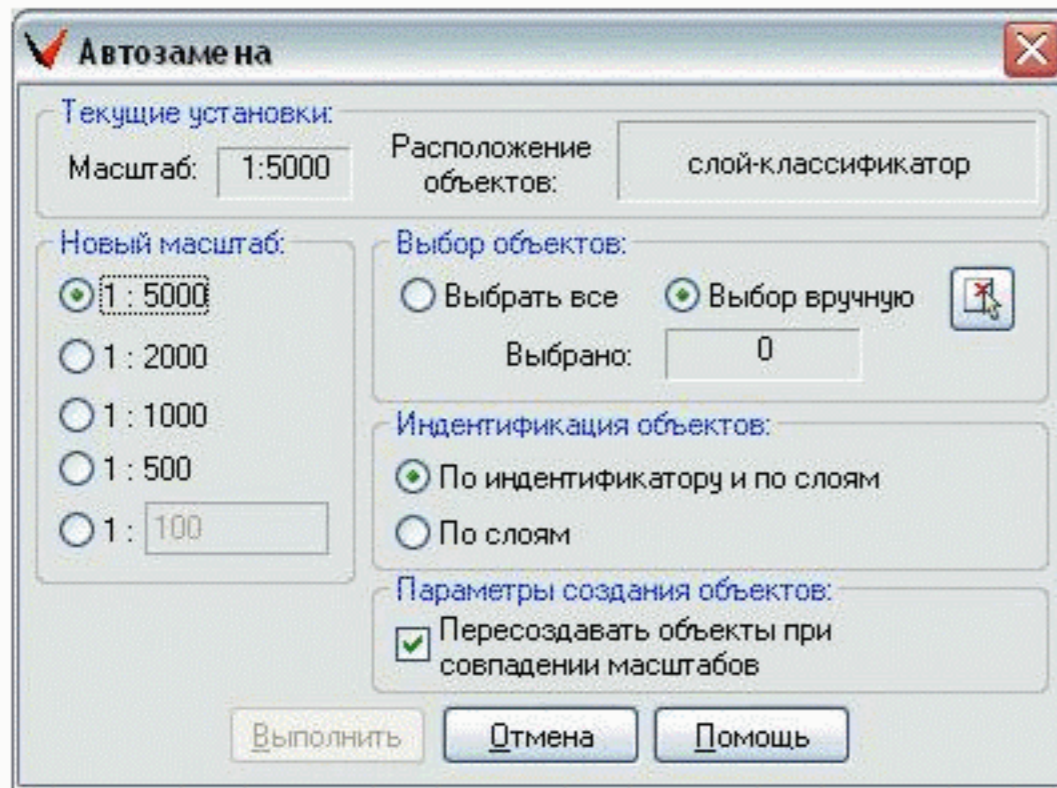 Автозамена
Текущие установки:
Масштаб: 1:5000 Расположение объектов: слой-классификатор
Новый масштаб:
1 : 5000
1 : 2000
1 : 1000
1 : 500
1 : 100
Выбор объектов:
Выбрать все Выбор вручную
Выбрано: 0
Индентификация объектов:
По индентификатору и по слоям
По слоям
Параметры создания объектов:
Пересоздавать объекты при
совпадении масштабов
Выполнить Отмена Помощь